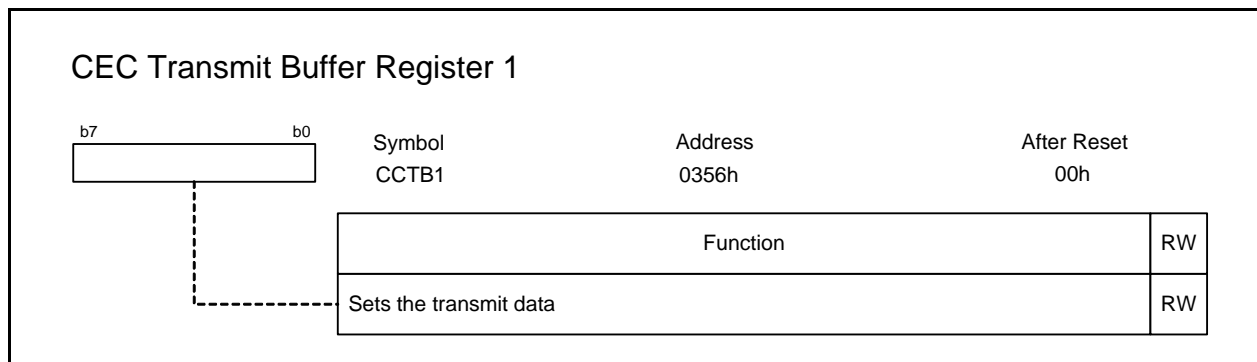 CEC Transmit Buffer Register 1
b7 b0
Symbol Address After Reset
CCTB1 0356h 00h
Function RW
Sets the transmit data RW